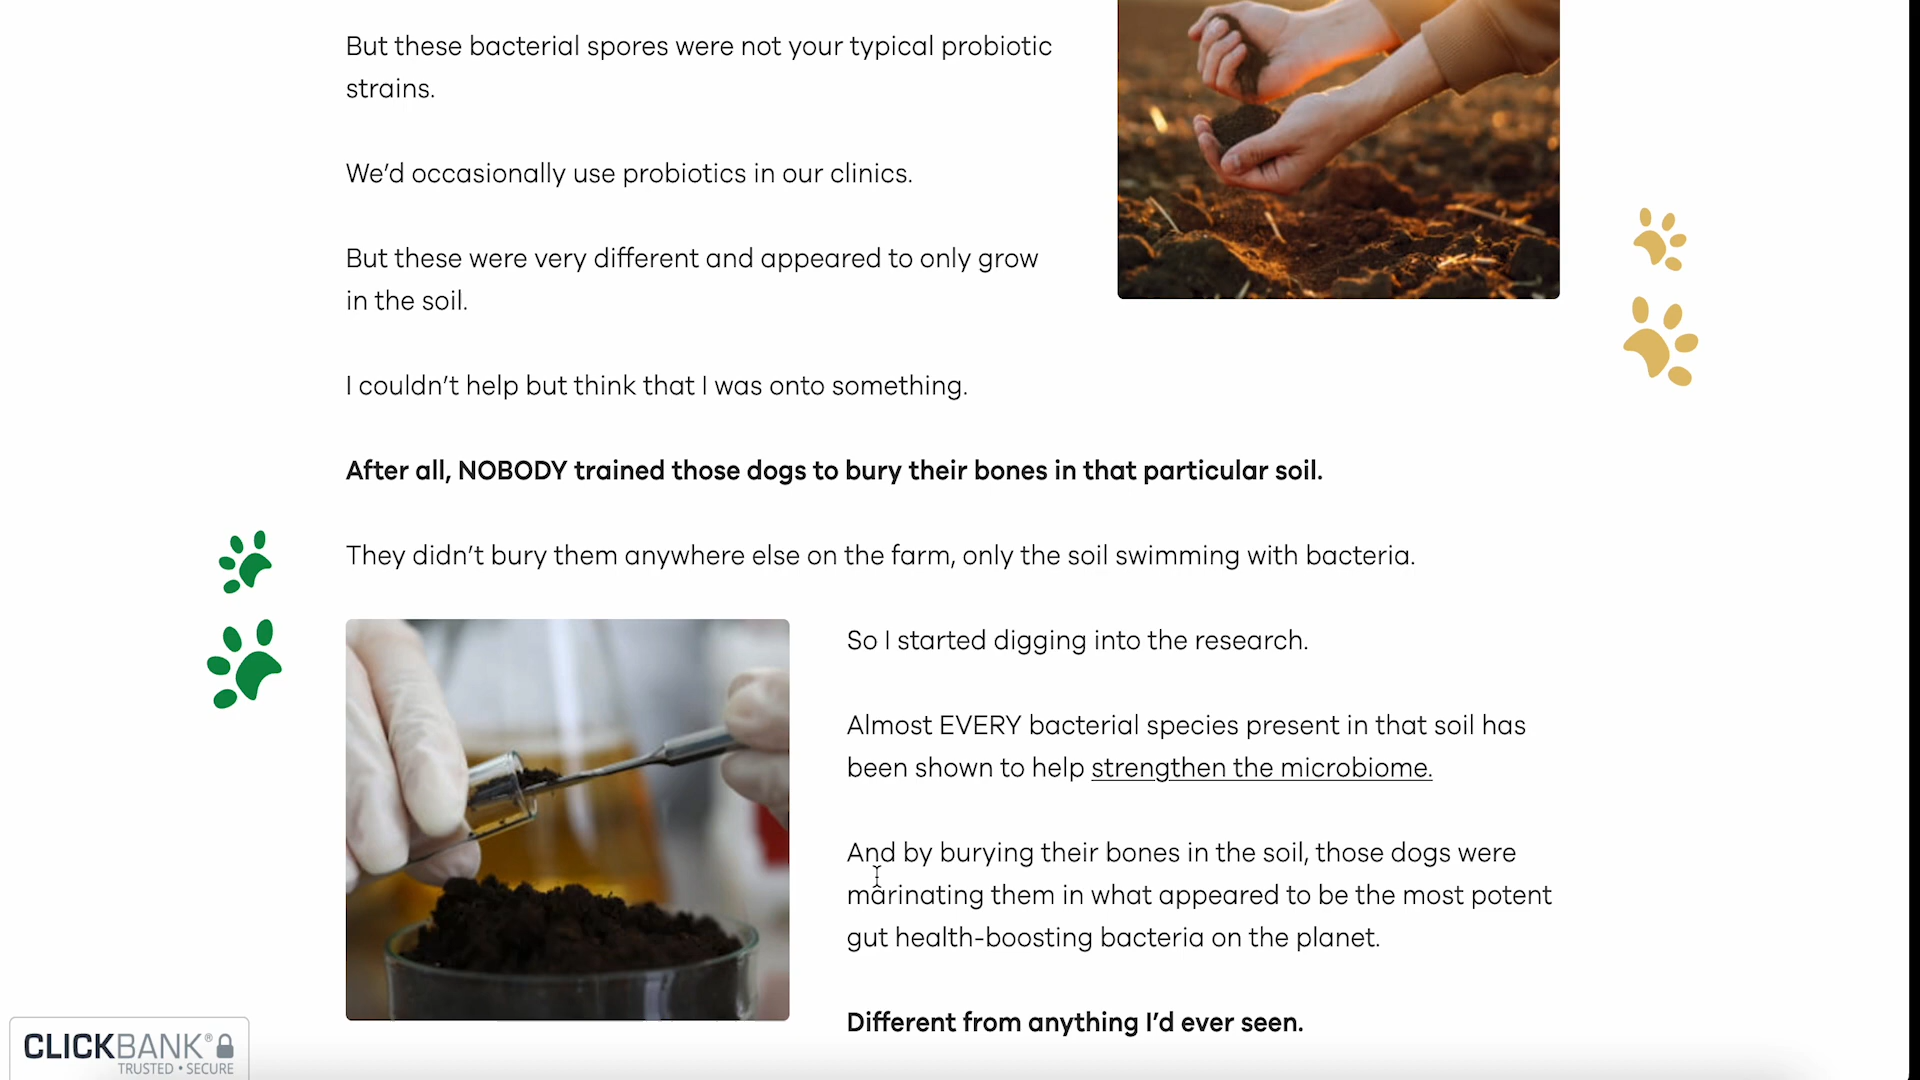 But these bacterial spores were not your typical probiotic
strains.
We’d occasionally use probiotics in our clinics.
But these were very different and appeared to only grow
in the soil.
I couldn’t help but think that I was onto something.
After all, NOBODY trained those dogs to bury their bones in that particular soil.
They didn’t bury them anywhere else on the farm, only the soil swimming with bacteria.
So I started digging into the research.
Almost EVERY bacterial species present in that soil has
been shown to help strengthen the microbiome.
And by burying their bones in the soil, those dogs were
marinating them in what appeared to be the most potent
gut health-boosting bacteria on the planet.
Different from anything I’d ever seen.
CLICKBANK®
TRUSTED • SECURE